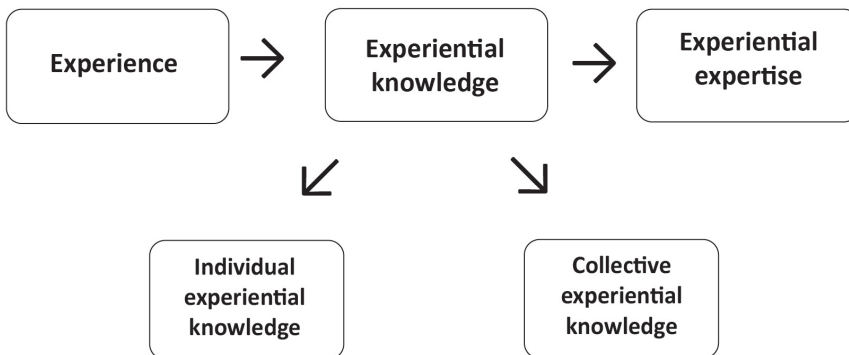 Experience
Experiential
knowledge
Experiential
expertise
Individual
experiential
knowledge
Collective
experiential
knowledge